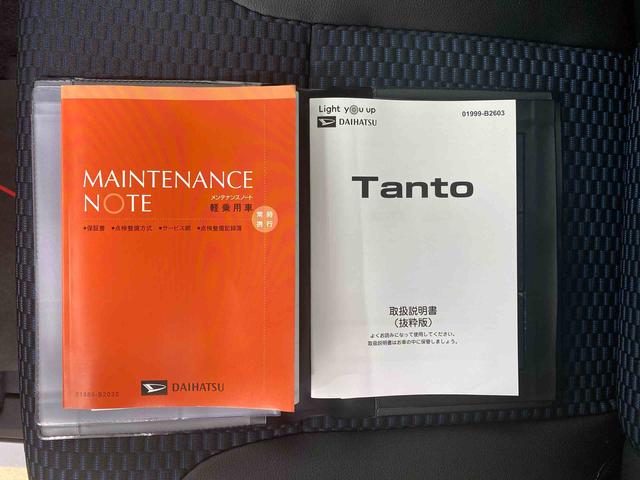 MAINTENANCE
NOTE
メンテナンスノート
軽乗用車
常時
携行
●保証書 ●点検整備方式 ●サービス網 ●点検整備記録簿
DAIHATSU
01999-B2035
Light you up
DAIHATSU
01999-B2603
Tanto
取扱説明書
(抜粋版)
よくお読みになって使用してください。
取扱説明書はお車の中に保管しましょう。